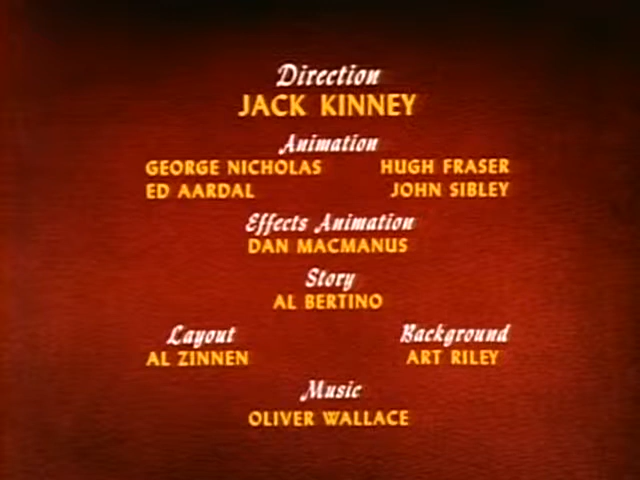 Direction
JACK KINNEY
Animation
GEORGE NICHOLAS HUGH FRASER
ED AARDAL JOHN SIBLEY
Effects Animation
DAN MACMANUS
Story
AL BERTINO
Layout Background
AL ZINNEN ART RILEY
Music
OLIVER WALLACE